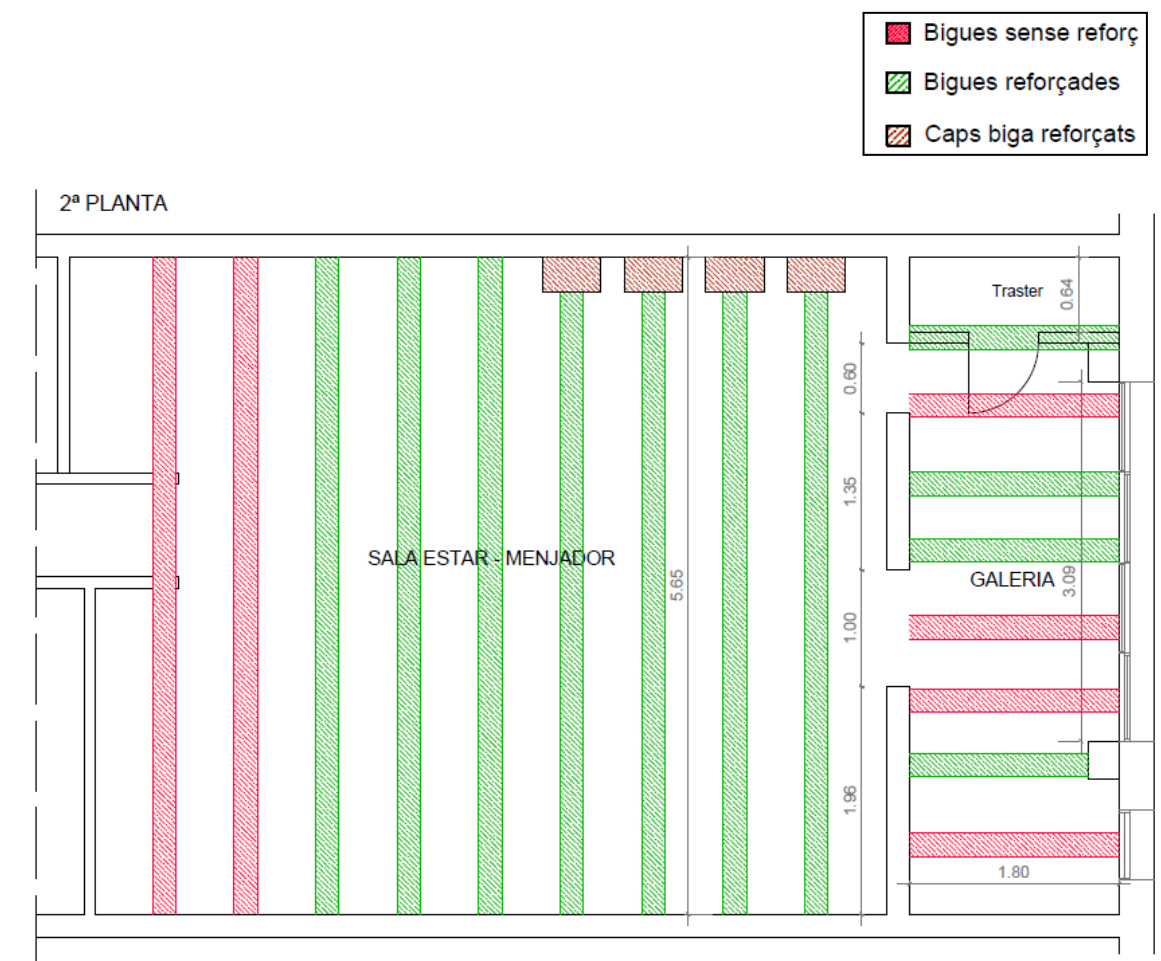 Bigues sense reforç
Bigues reforçades
Caps biga reforçats
2ª PLANTA
Traster
0.64
0.60
1.35
SALA ESTAR - MENJADOR
5.65
GALERIA
3.09
1.00
1.96
1.80